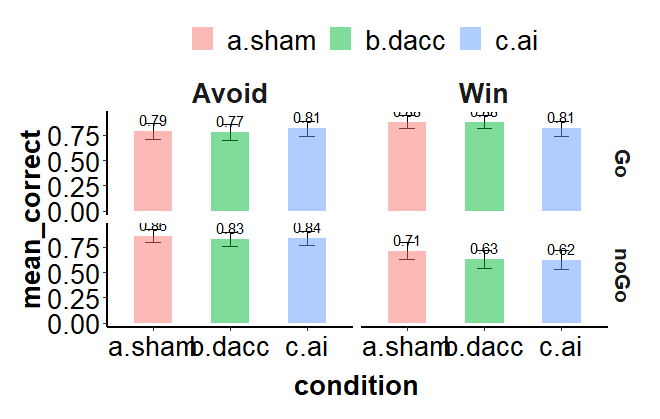 a.sham b.dacc c.ai
Avoid Win
mean_correct
0.75
0.50
0.25
0.00
0.79 0.77 0.81
0.81
Go
0.75
0.50
0.25
0.00
0.86 0.83 0.84
0.71 0.63 0.62
noGo
a.sham b.dacc c.ai a.sham b.dacc c.ai
condition